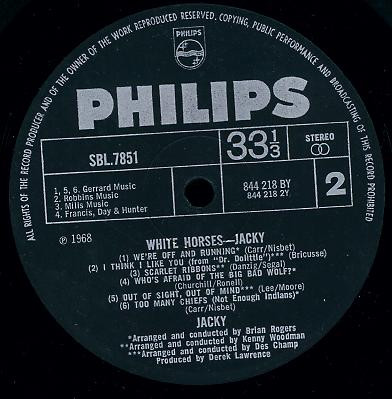 ALL RIGHTS OF THE RECORD PRODUCER AND OF THE OWNER OF THE WORK REPRODUCED RESERVED. COPYING, PUBLIC PERFORMANCE AND BROADCASTING OF THIS RECORD PROHIBITED
PHILIPS
PHILIPS
SBL.7851
33 1/3
STEREO
1, 5, 6. Gerrard Music
2. Robbins Music
3. Mills Music
4. Francis, Day & Hunter
844 218 BY
844 218 2Y
2
℗ 1968
WHITE HORSES—JACKY
(1) WE'RE OFF AND RUNNING* (Carr/Nisbet)
(2) I THINK I LIKE YOU (from "Dr. Dolittle")*** (Bricusse)
(3) SCARLET RIBBONS** (Danzig/Segal)
(4) WHO'S AFRAID OF THE BIG BAD WOLF?*
(Churchill/Ronell)
(5) OUT OF SIGHT, OUT OF MIND*** (Lee/Moore)
(6) TOO MANY CHIEFS (Not Enough Indians)*
(Carr/Nisbet)
JACKY
*Arranged and conducted by Brian Rogers
**Arranged and conducted by Kenny Woodman
***Arranged and conducted by Des Champ
Produced by Derek Lawrence